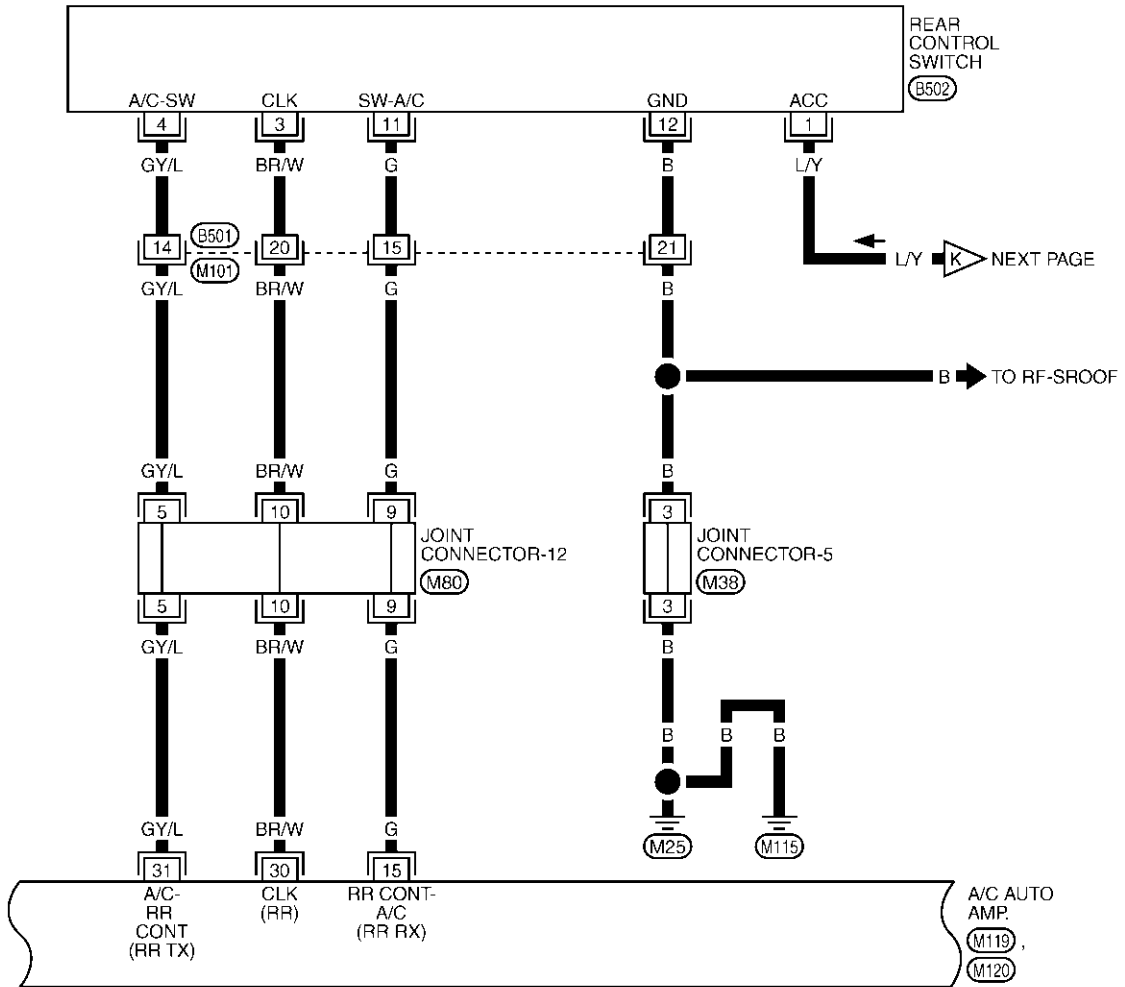 REAR
CONTROL
SWITCH
B502
A/C-SW CLK SW-A/C GND ACC
4 3 11 12 1
GY/L BR/W G B L/Y
14 B501 20 15 21
M101
L/Y K NEXT PAGE
GY/L BR/W G B
B TO RF-SROOF
GY/L BR/W G B
5 10 9 3
JOINT
CONNECTOR-12
M80
JOINT
CONNECTOR-5
M38
5 10 9 3
GY/L BR/W G B
B B B
GY/L BR/W G
M25 M115
31 30 15
A/C-
RR
CONT
(RR TX)
CLK
(RR)
RR CONT-
A/C
(RR RX)
A/C AUTO
AMP.
M119 ,
M120